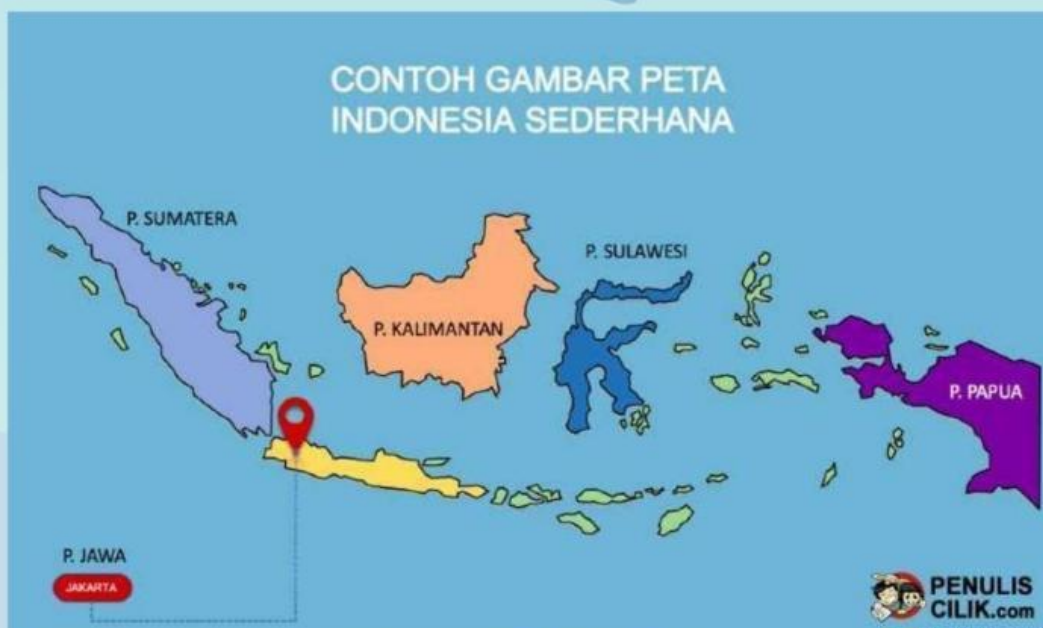 CONTOH GAMBAR PETA
INDONESIA SEDERHANA
P. SUMATERA
P. SULAWESI
P. KALIMANTAN
P. PAPUA
P. JAWA
JAKARTA
PENULIS
CILIK.com